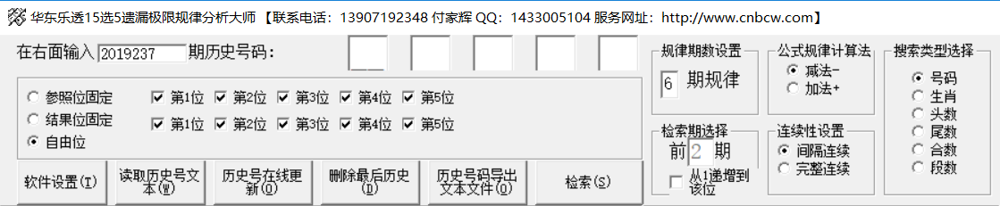 华东乐透15选5遗漏极限规律分析大师 【联系电话：13907192348 付家辉 QQ：1433005104 服务网址：http://www.cnbcw.com】
在右面输入 2019237 期历史号码：
参照位固定 第1位 第2位 第3位 第4位 第5位
结果位固定 第1位 第2位 第3位 第4位 第5位
自由位
软件设置(T)
读取历史号文本(W)
历史号在线更新(O)
删除最后历史(D)
历史号码导出文本文件(O)
检索(S)
规律期数设置
6 期规律
检索期选择
前 2 期
从1递增到该位
公式规律计算法
减法-
加法+
连续性设置
间隔连续
完整连续
搜索类型选择
号码
生肖
头数
尾数
合数
段数